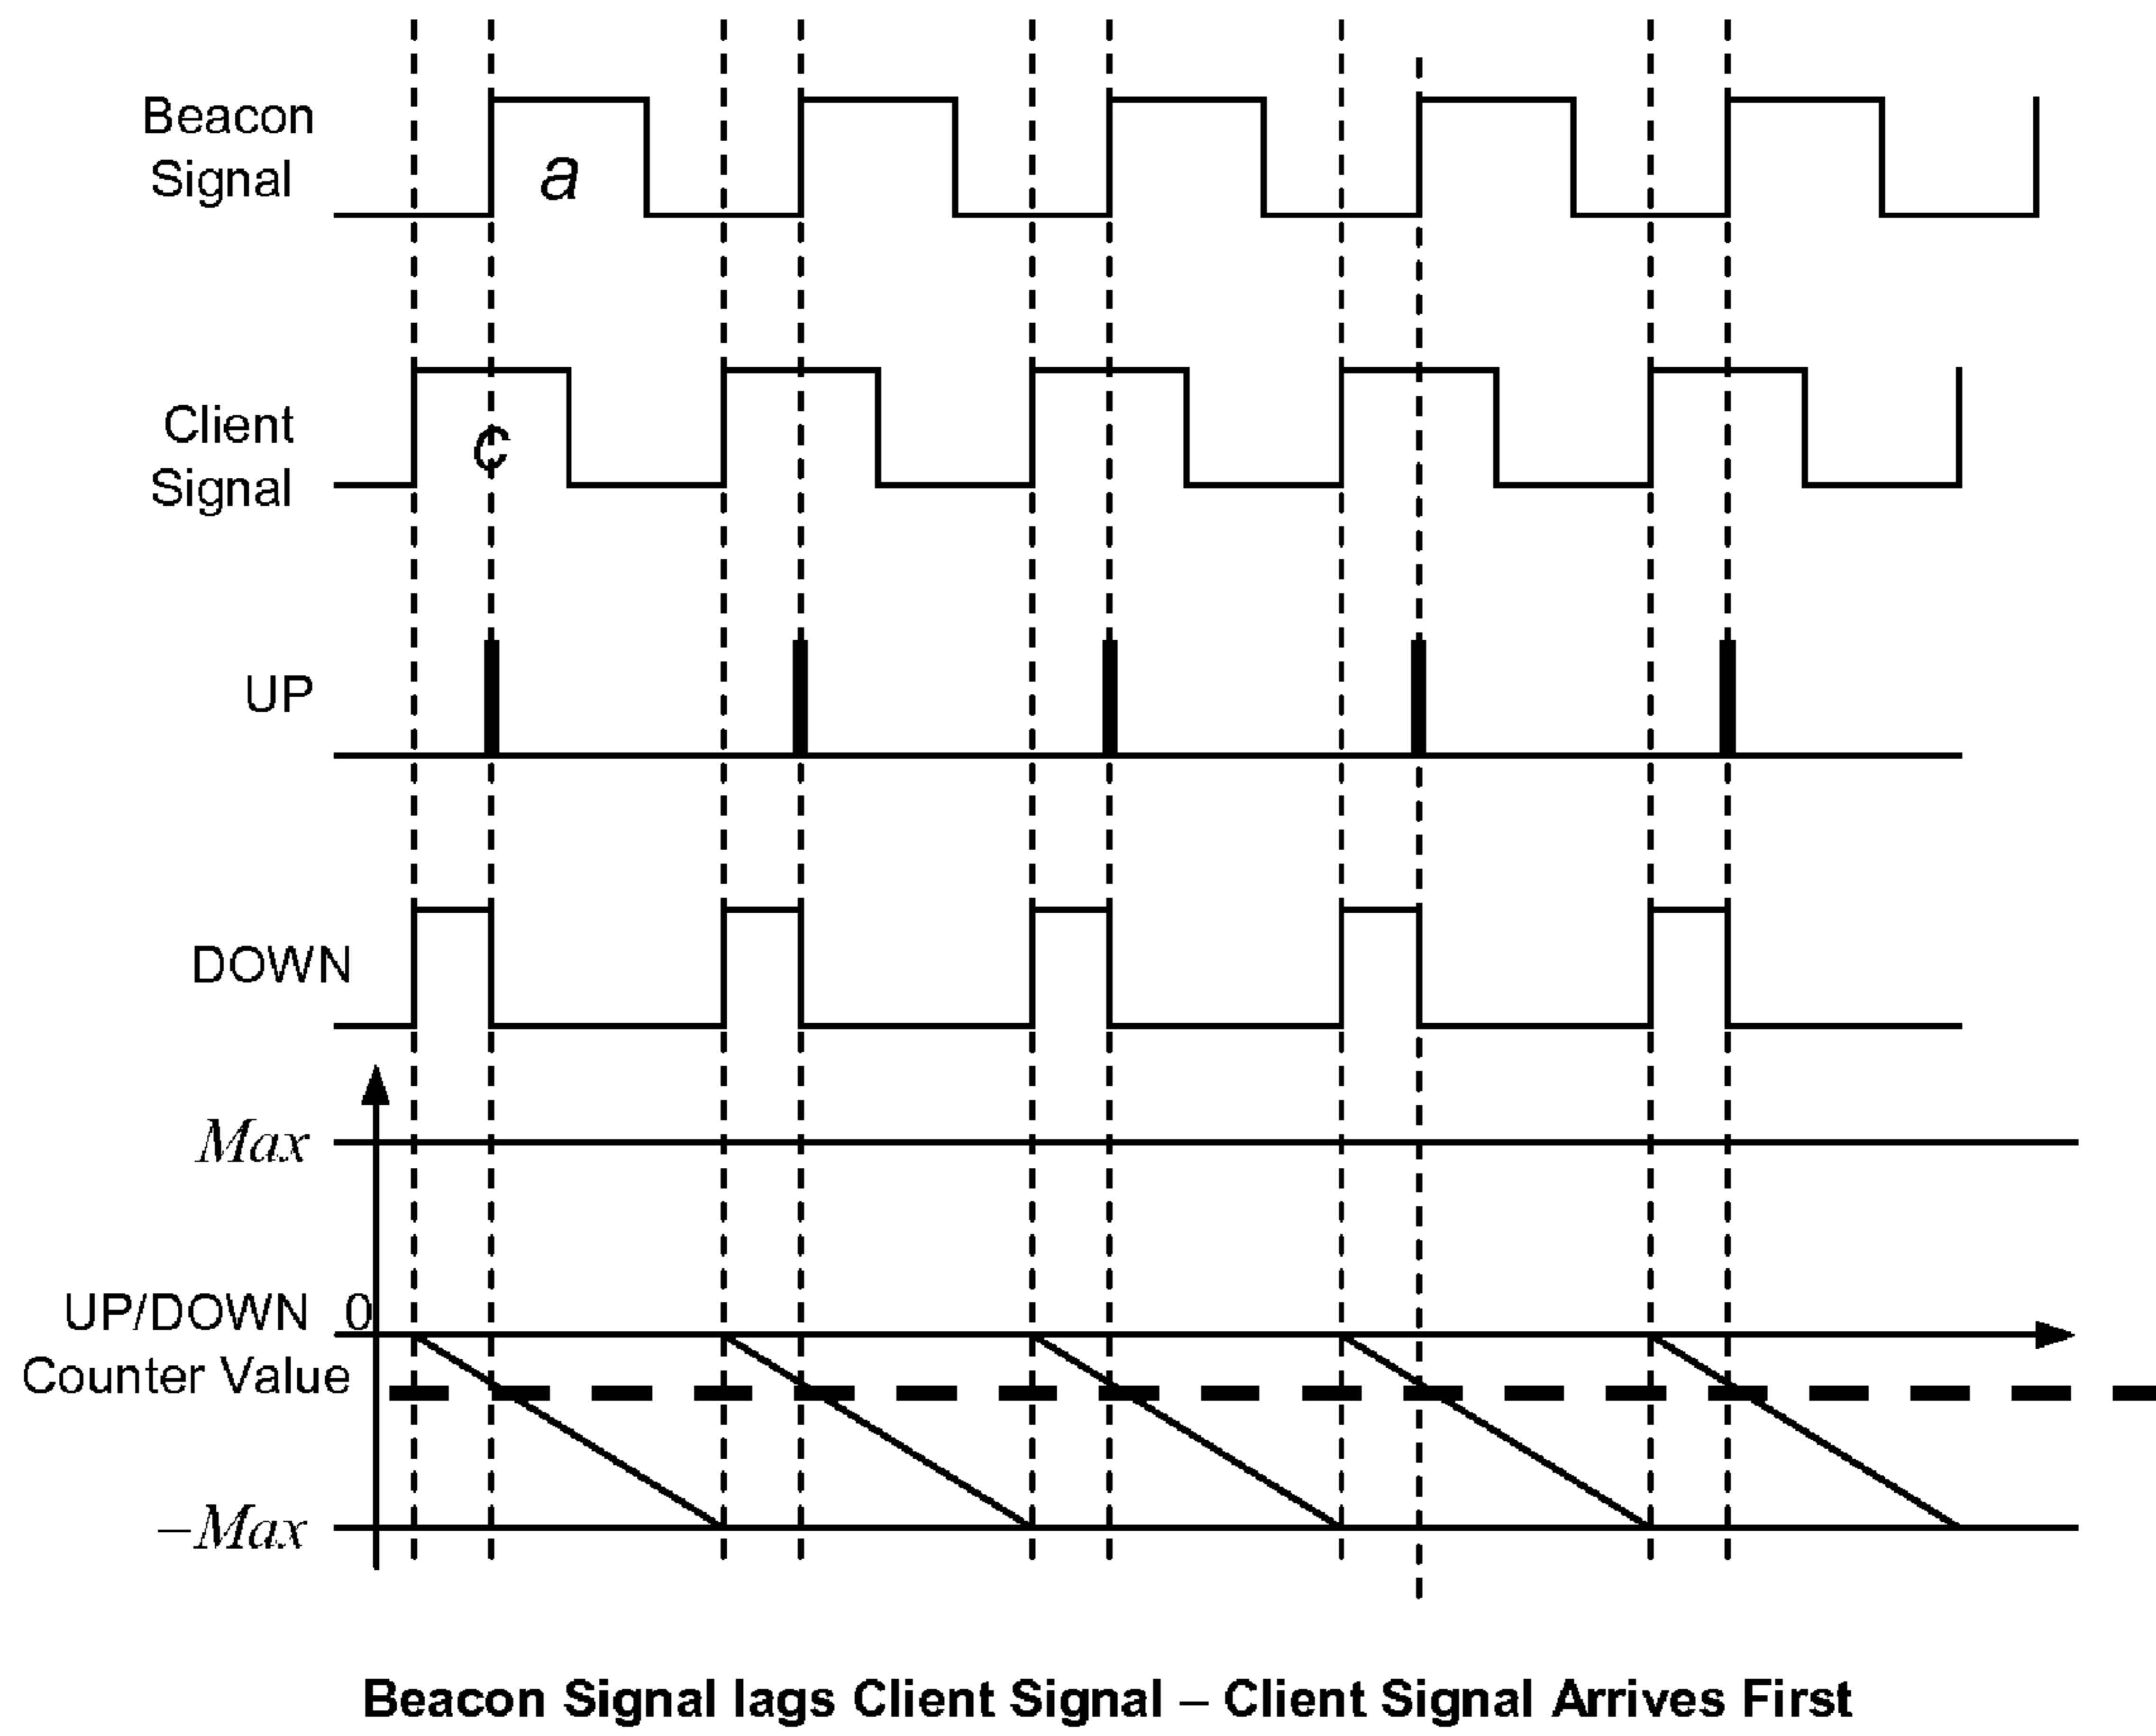 Beacon
Signal
a
Client
Signal
c
UP
DOWN
Max
UP/DOWN 0
Counter Value
–Max
Beacon Signal lags Client Signal – Client Signal Arrives First